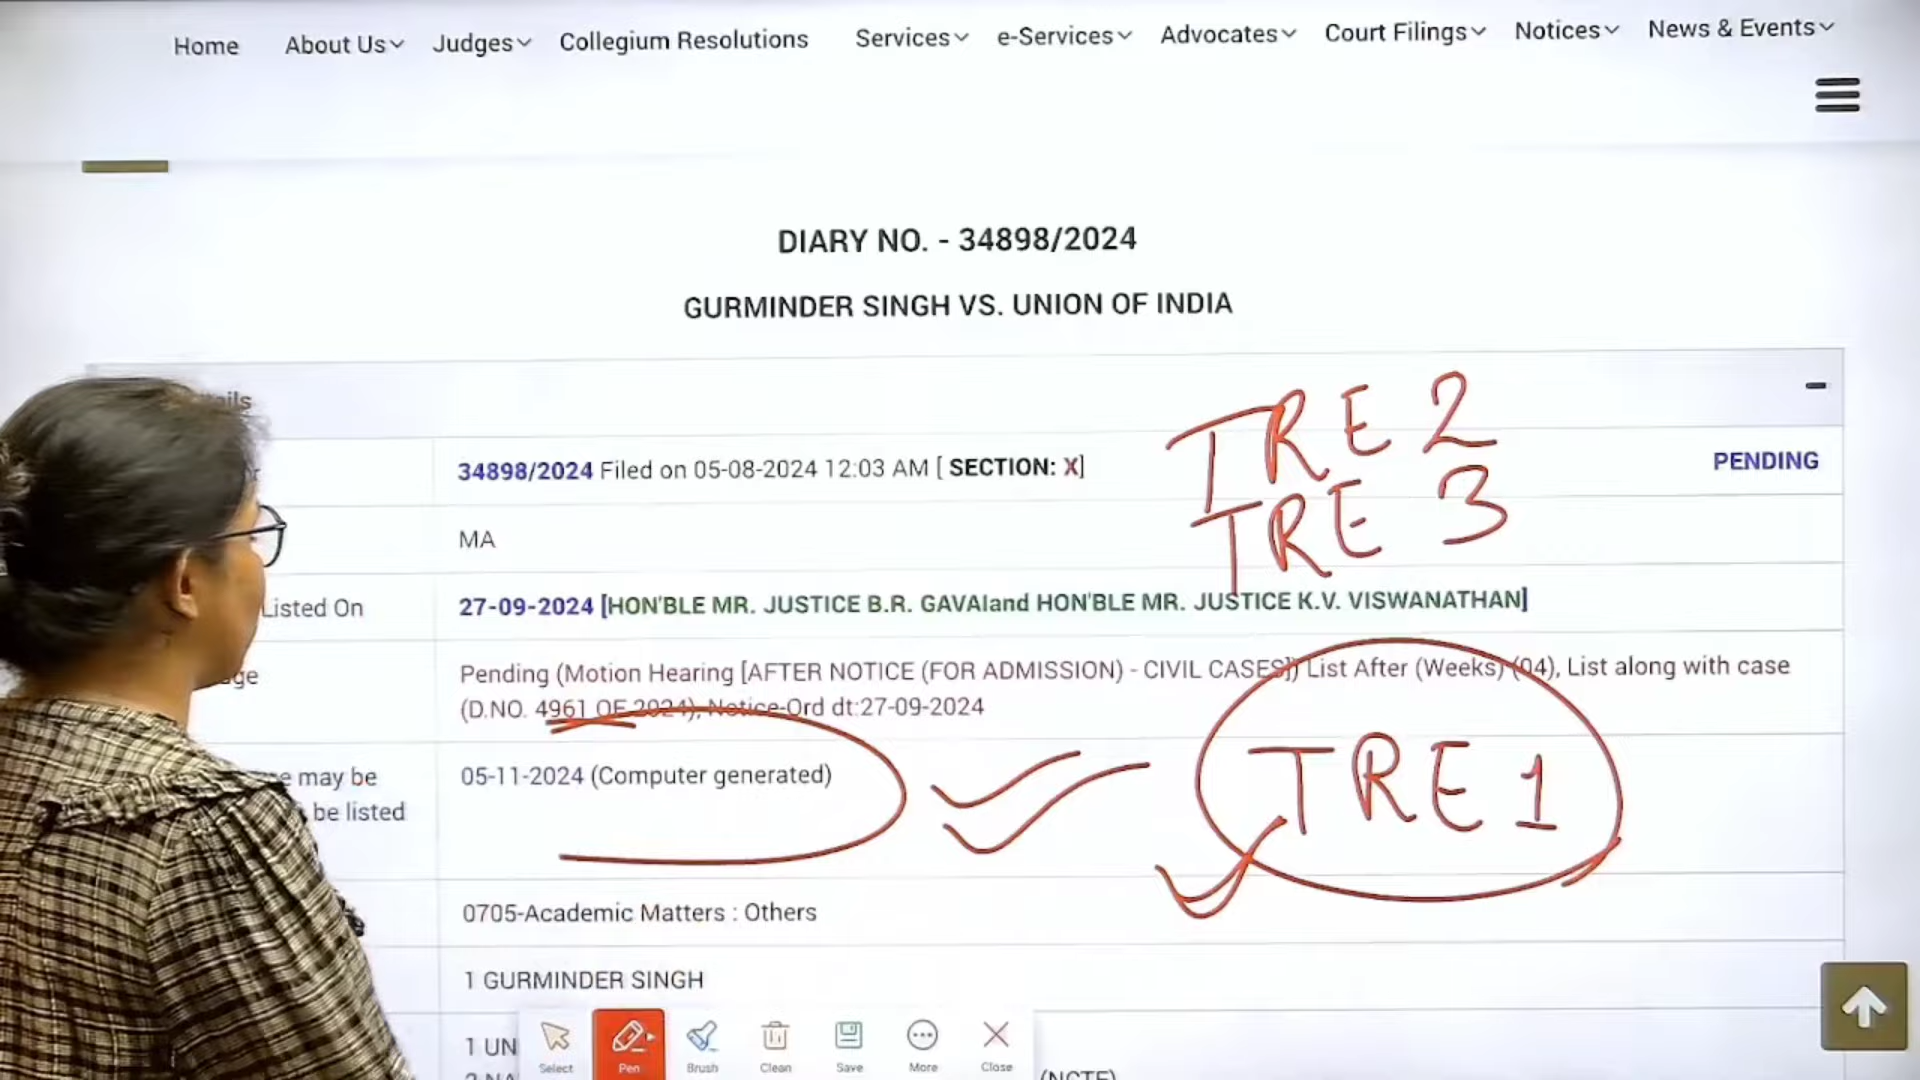 Home About Us Judges Collegium Resolutions Services e-Services Advocates Court Filings Notices News & Events
DIARY NO. - 34898/2024
GURMINDER SINGH VS. UNION OF INDIA
TRE 2
34898/2024 Filed on 05-08-2024 12:03 AM [ SECTION: X]
PENDING
TRE 3
MA
Listed On
27-09-2024 [HON'BLE MR. JUSTICE B.R. GAVAIand HON'BLE MR. JUSTICE K.V. VISWANATHAN]
Pending (Motion Hearing [AFTER NOTICE (FOR ADMISSION) - CIVIL CASES]) List After (Weeks) (04), List along with case
(D.NO. 4961 OF 2024), Notice-Ord dt:27-09-2024
may be
be listed
05-11-2024 (Computer generated)
TRE 1
0705-Academic Matters : Others
1 GURMINDER SINGH
1 UN
Select Pen Brush Clean Save More Close